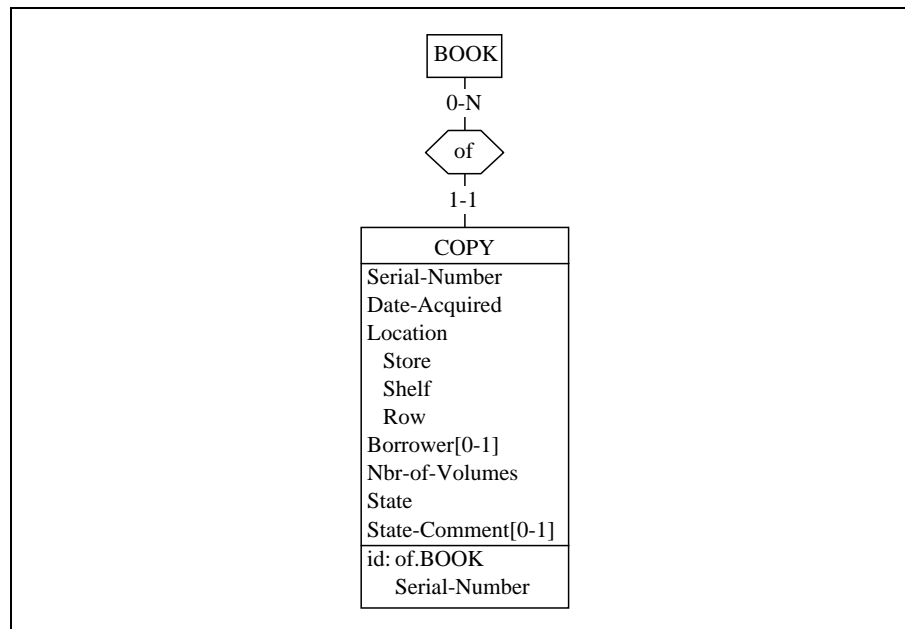 BOOK
0-N
of
1-1
COPY
Serial-Number
Date-Acquired
Location
Store
Shelf
Row
Borrower[0-1]
Nbr-of-Volumes
State
State-Comment[0-1]
id: of.BOOK
Serial-Number